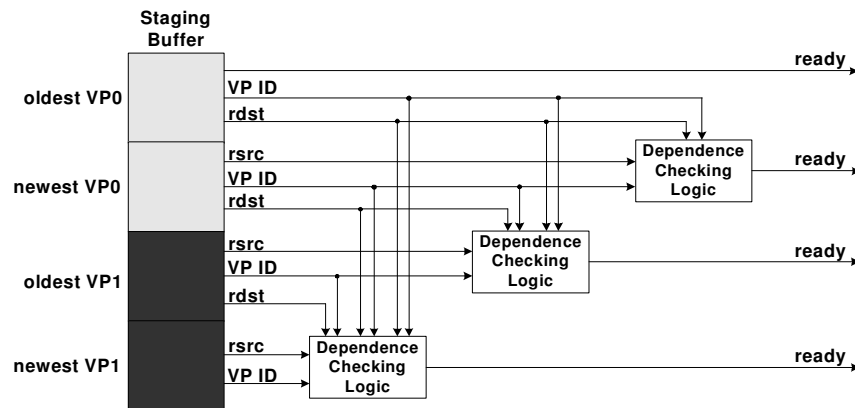 Staging
Buffer
ready
oldest VP0
VP ID
rdst
rsrc
Dependence
Checking
Logic
ready
newest VP0
VP ID
rdst
rsrc
Dependence
Checking
Logic
ready
oldest VP1
VP ID
rdst
rsrc
Dependence
Checking
Logic
ready
newest VP1
VP ID